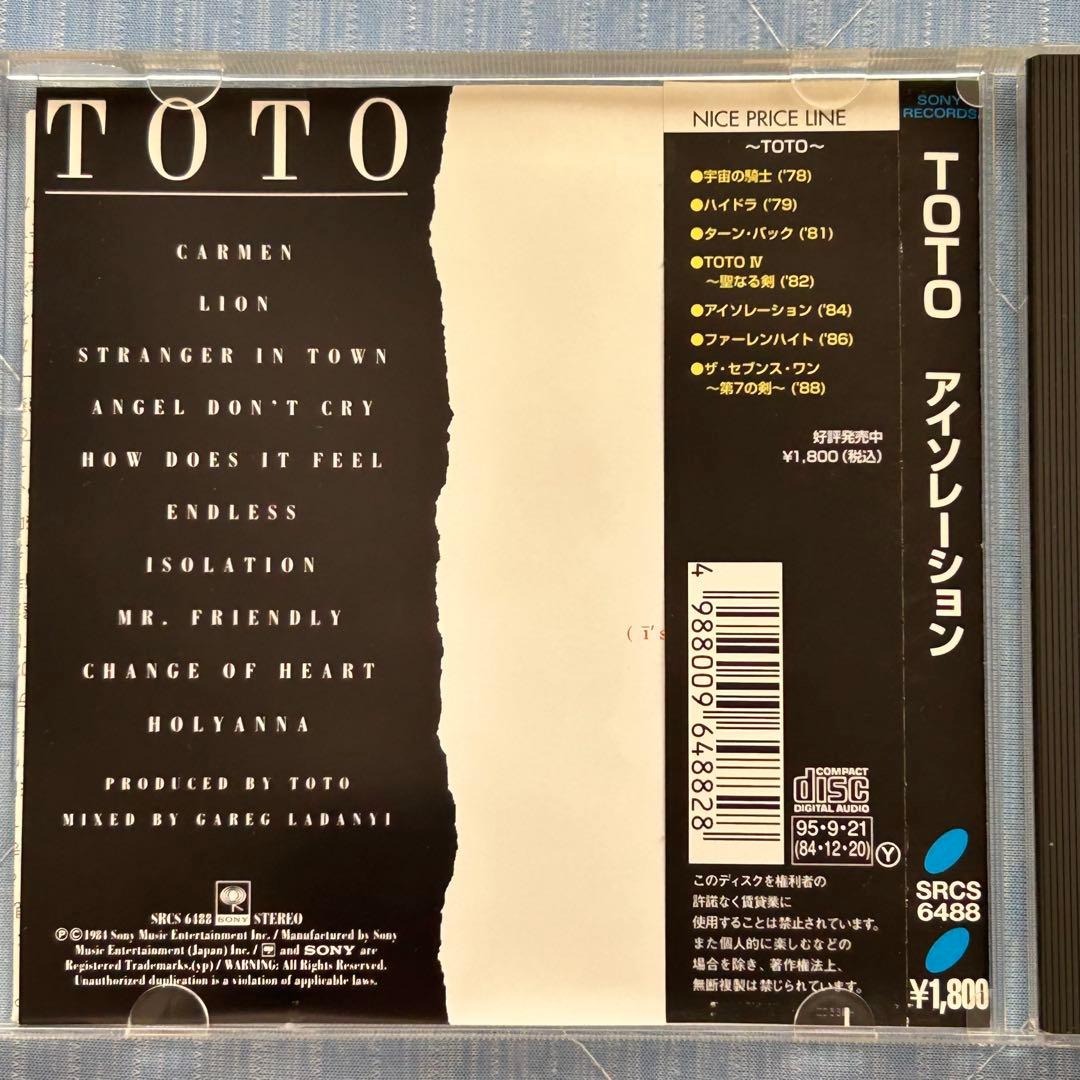 TOTO
CARMEN
LION
STRANGER IN TOWN
ANGEL DON'T CRY
HOW DOES IT FEEL
ENDLESS
ISOLATION
MR. FRIENDLY
CHANGE OF HEART
HOLYANNA
PRODUCED BY TOTO
MIXED BY GAREG LADANYI
SONY
SRCS 6488 STEREO
Ⓟ©1984 Sony Music Entertainment Inc. / Manufactured by Sony
Music Entertainment (Japan) Inc. / and SONY are
Registered Trademarks.(yp) / WARNING: All Rights Reserved.
Unauthorized duplication is a violation of applicable laws.
( ī′ s
NICE PRICE LINE
〜TOTO〜
●宇宙の騎士 ('78)
●ハイドラ ('79)
●ターン・バック ('81)
●TOTO Ⅳ
〜聖なる剣 ('82)
●アイソレーション ('84)
●ファーレンハイト ('86)
●ザ・セブンス・ワン
〜第7の剣〜 ('88)
好評発売中
¥1,800 (税込)
4 988009 648828
COMPACT
disc
DIGITAL AUDIO
95・9・21
(84・12・20)
Y
このディスクを権利者の
許諾なく賃貸業に
使用することは禁止されています。
また個人的に楽しむなどの
場合を除き、著作権法上、
無断複製は禁じられています。
SONY
RECORDS
TOTO アイソレーション
SRCS
6488
¥1,800